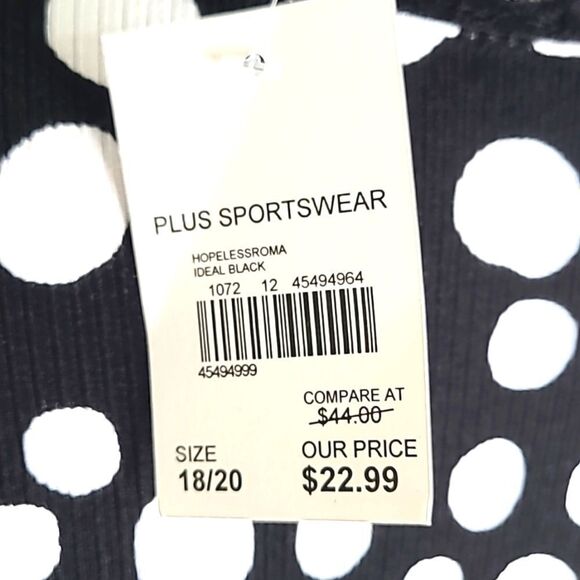 PLUS SPORTSWEAR
HOPELESSROMA
IDEAL BLACK
1072 12 45494964
45494999
COMPARE AT
$44.00
SIZE OUR PRICE
18/20 $22.99